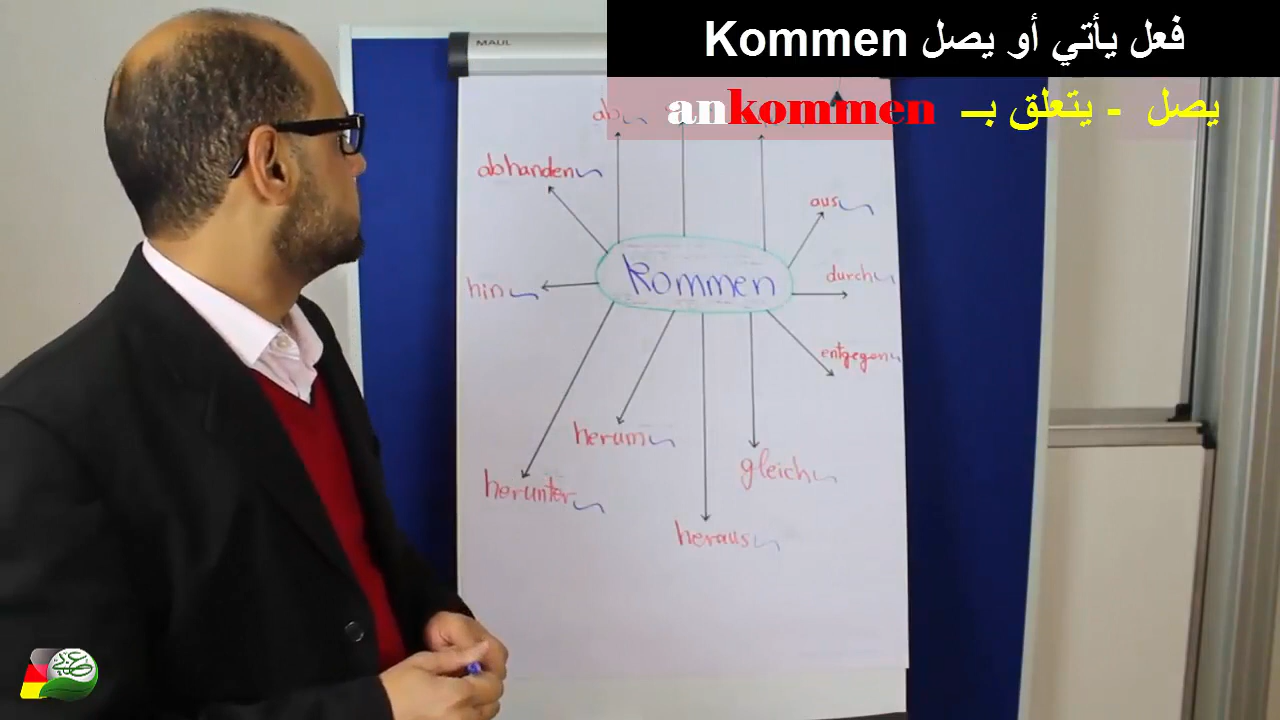 فعل يأتي أو يصل Kommen
يصل - يتعلق بـ ankommen
MAUL
ab
abhanden
aus
Kommen
durch
hin
entgegen
herum
gleich
herunter
heraus
عربي